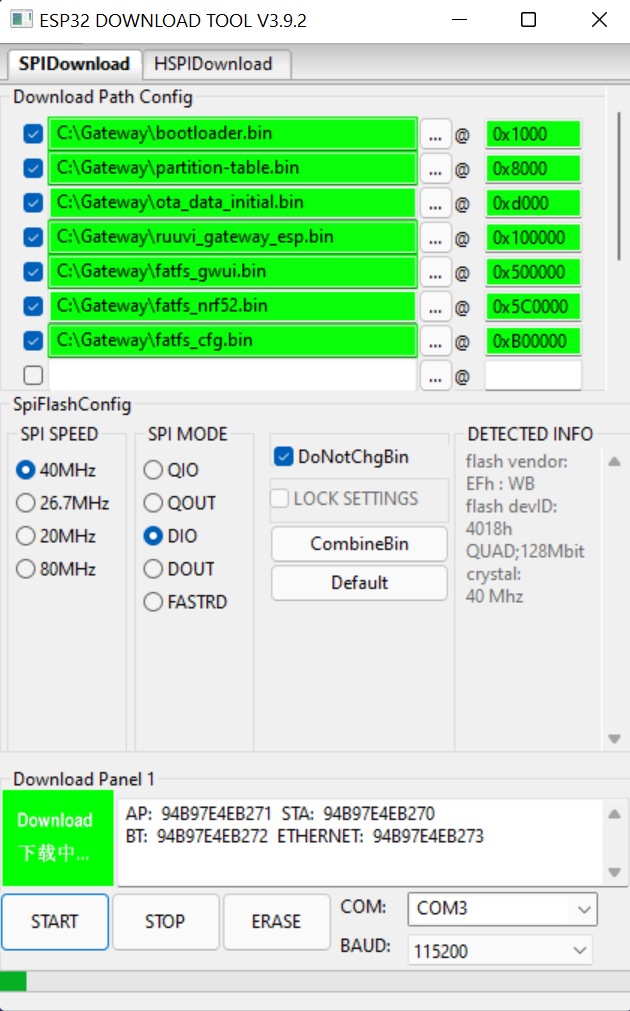 ESP32 DOWNLOAD TOOL V3.9.2
SPIDownload HSPIDownload
Download Path Config
C:\Gateway\bootloader.bin ... @ 0x1000
C:\Gateway\partition-table.bin ... @ 0x8000
C:\Gateway\ota_data_initial.bin ... @ 0xd000
C:\Gateway\ruuvi_gateway_esp.bin ... @ 0x100000
C:\Gateway\fatfs_gwui.bin ... @ 0x500000
C:\Gateway\fatfs_nrf52.bin ... @ 0x5C0000
C:\Gateway\fatfs_cfg.bin ... @ 0xB00000
... @
SpiFlashConfig
SPI SPEED
40MHz
26.7MHz
20MHz
80MHz
SPI MODE
QIO
QOUT
DIO
DOUT
FASTRD
DoNotChgBin
LOCK SETTINGS
CombineBin
Default
DETECTED INFO
flash vendor:
EFh : WB
flash devID:
4018h
QUAD;128Mbit
crystal:
40 Mhz
Download Panel 1
Download
下载中...
AP: 94B97E4EB271 STA: 94B97E4EB270
BT: 94B97E4EB272 ETHERNET: 94B97E4EB273
START STOP ERASE
COM: COM3
BAUD: 115200